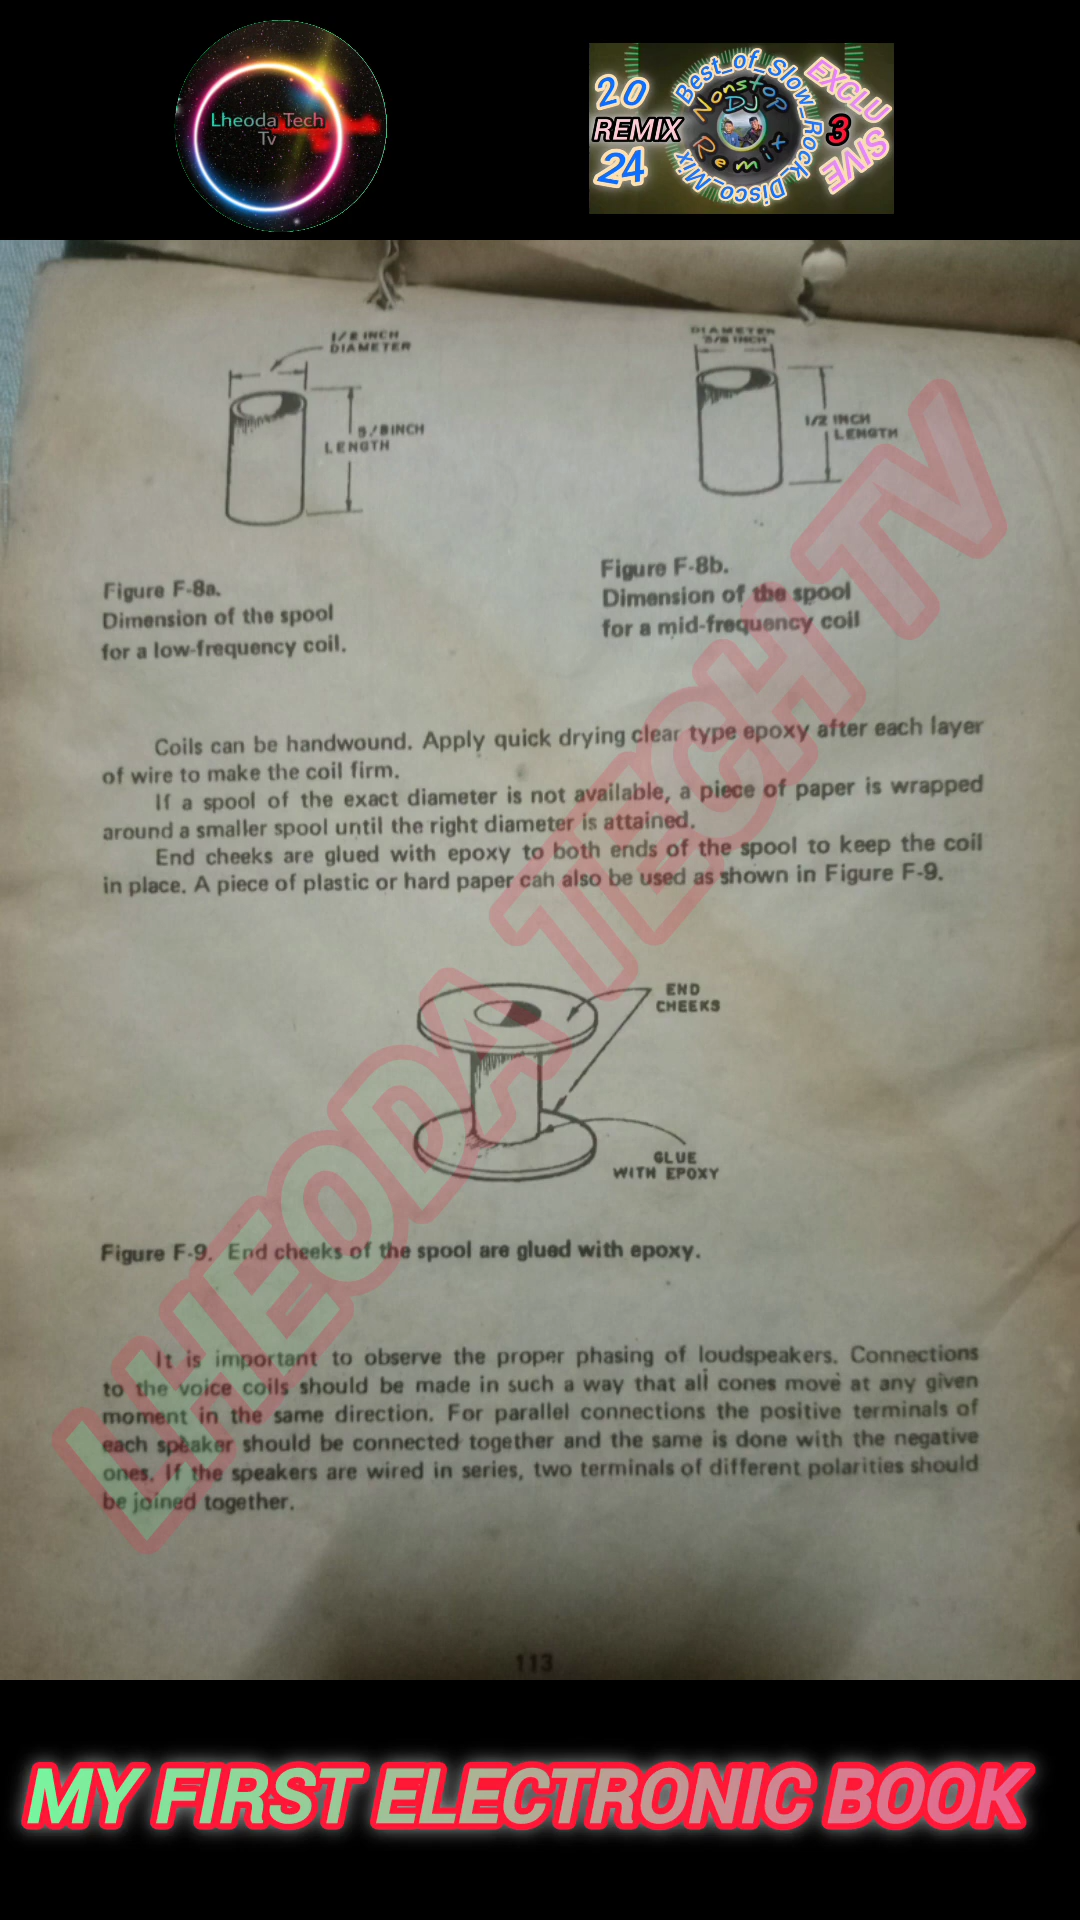 Lheoda Tech
Tv
20
REMIX
24
Best_of_Slow_Rock_Disco_Mix
Nonstop
DJ
Remix
EXCLU
SIVE
3
INCH
DIAMETER
5/8 INCH
LENGTH
DIAMETER
INCH
1/2 INCH
LENGTH
Figure F-8a.
Dimension of the spool
for a low-frequency coil.
Figure F-8b.
Dimension of the spool
for a mid-frequency coil
Coils can be handwound. Apply quick drying clear type epoxy after each layer
of wire to make the coil firm.
If a spool of the exact diameter is not available, a piece of paper is wrapped
around a smaller spool until the right diameter is attained.
End cheeks are glued with epoxy to both ends of the spool to keep the coil
in place. A piece of plastic or hard paper can also be used as shown in Figure F-9.
END
CHEEKS
GLUE
WITH EPOXY
Figure F-9. End cheeks of the spool are glued with epoxy.
It is important to observe the proper phasing of loudspeakers. Connections
to the voice coils should be made in such a way that all cones move at any given
moment in the same direction. For parallel connections the positive terminals of
each speaker should be connected together and the same is done with the negative
ones. If the speakers are wired in series, two terminals of different polarities should
be joined together.
113
LHEODA TECH TV
MY FIRST ELECTRONIC BOOK